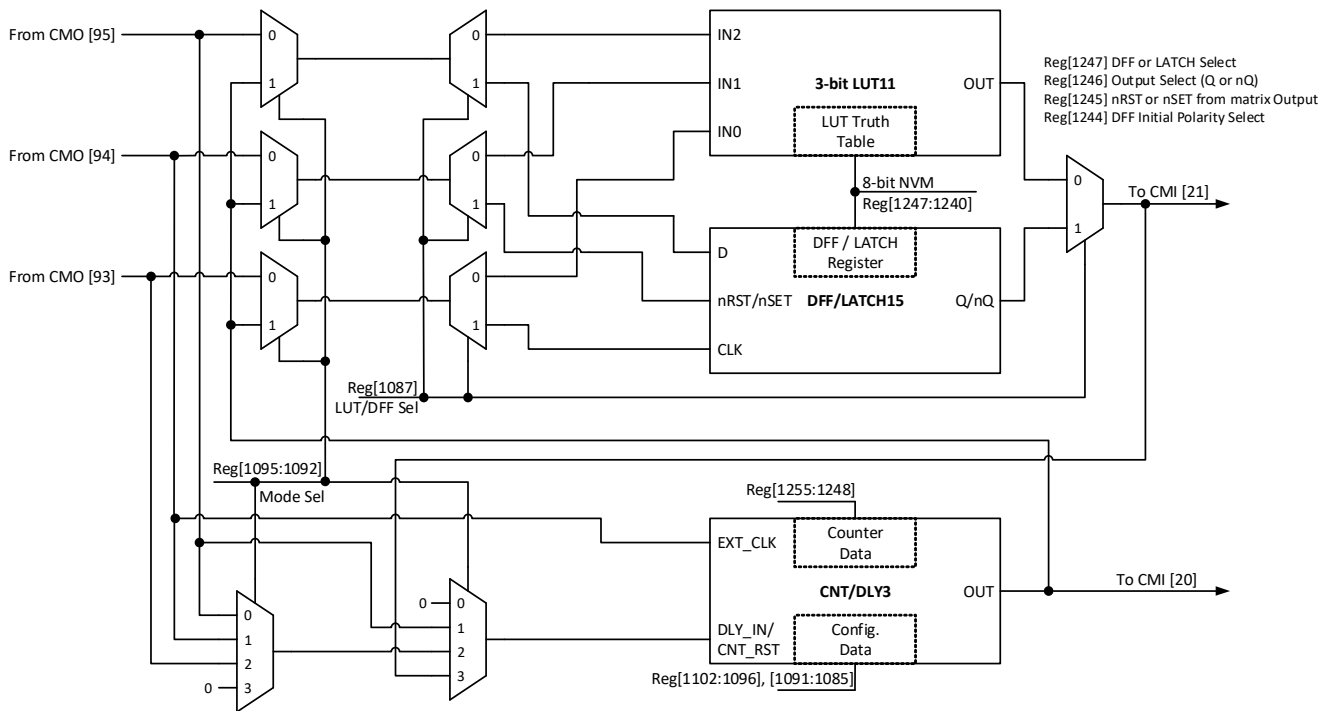 From CMO [95]
0
1
0
1
IN2
IN1
IN0
3-bit LUT11
OUT
LUT Truth
Table
Reg[1247] DFF or LATCH Select
Reg[1246] Output Select (Q or nQ)
Reg[1245] nRST or nSET from matrix Output
Reg[1244] DFF Initial Polarity Select
From CMO [94]
0
1
0
1
8-bit NVM
Reg[1247:1240]
0
1
To CMI [21]
From CMO [93]
0
1
0
1
D
nRST/nSET
CLK
DFF / LATCH
Register
DFF/LATCH15
Q/nQ
Reg[1087]
LUT/DFF Sel
Reg[1095:1092]
Mode Sel
Reg[1255:1248]
EXT_CLK
Counter
Data
CNT/DLY3
OUT
To CMI [20]
0
1
2
0
3
0
0
1
2
3
DLY_IN/
CNT_RST
Config.
Data
Reg[1102:1096], [1091:1085]